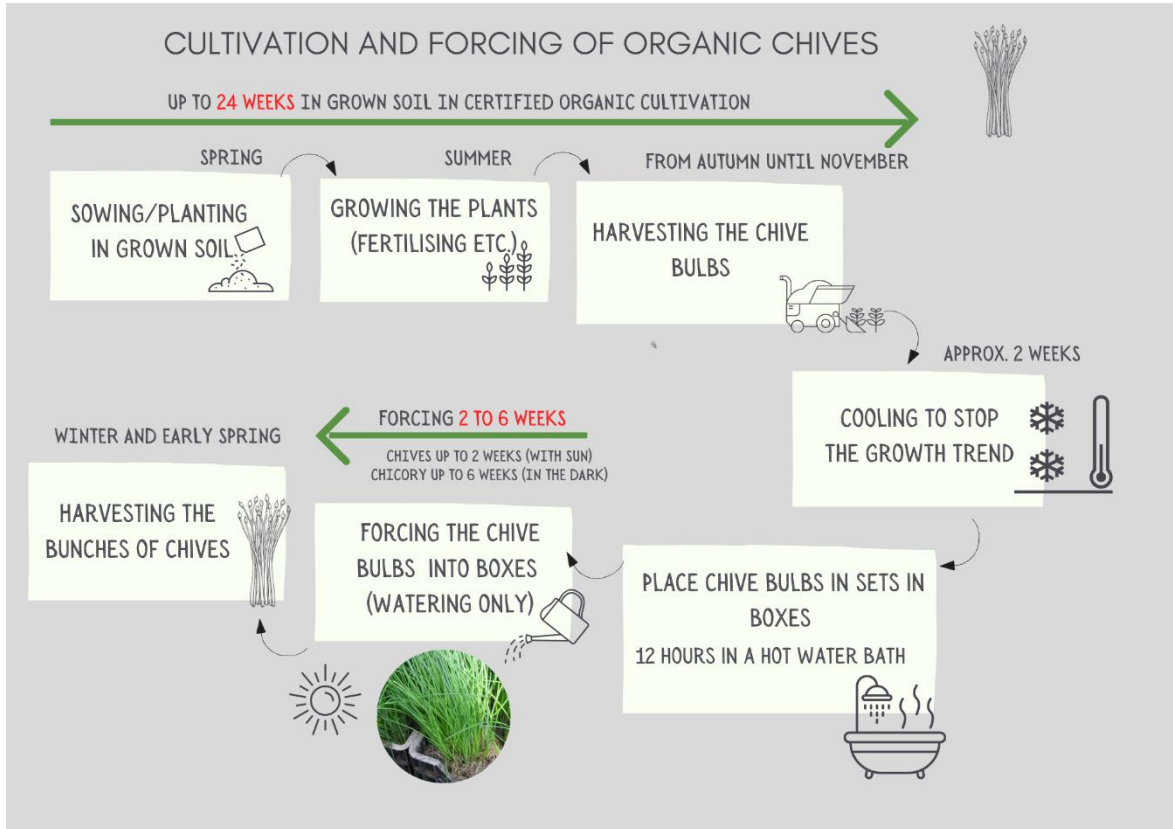 CULTIVATION AND FORCING OF ORGANIC CHIVES
UP TO 24 WEEKS IN GROWN SOIL IN CERTIFIED ORGANIC CULTIVATION
SPRING
SOWING/PLANTING
IN GROWN SOIL
SUMMER
GROWING THE PLANTS
(FERTILISING ETC.)
FROM AUTUMN UNTIL NOVEMBER
HARVESTING THE CHIVE
BULBS
APPROX. 2 WEEKS
COOLING TO STOP
THE GROWTH TREND
PLACE CHIVE BULBS IN SETS IN
BOXES
12 HOURS IN A HOT WATER BATH
FORCING 2 TO 6 WEEKS
CHIVES UP TO 2 WEEKS (WITH SUN)
CHICORY UP TO 6 WEEKS (IN THE DARK)
FORCING THE CHIVE
BULBS INTO BOXES
(WATERING ONLY)
WINTER AND EARLY SPRING
HARVESTING THE
BUNCHES OF CHIVES